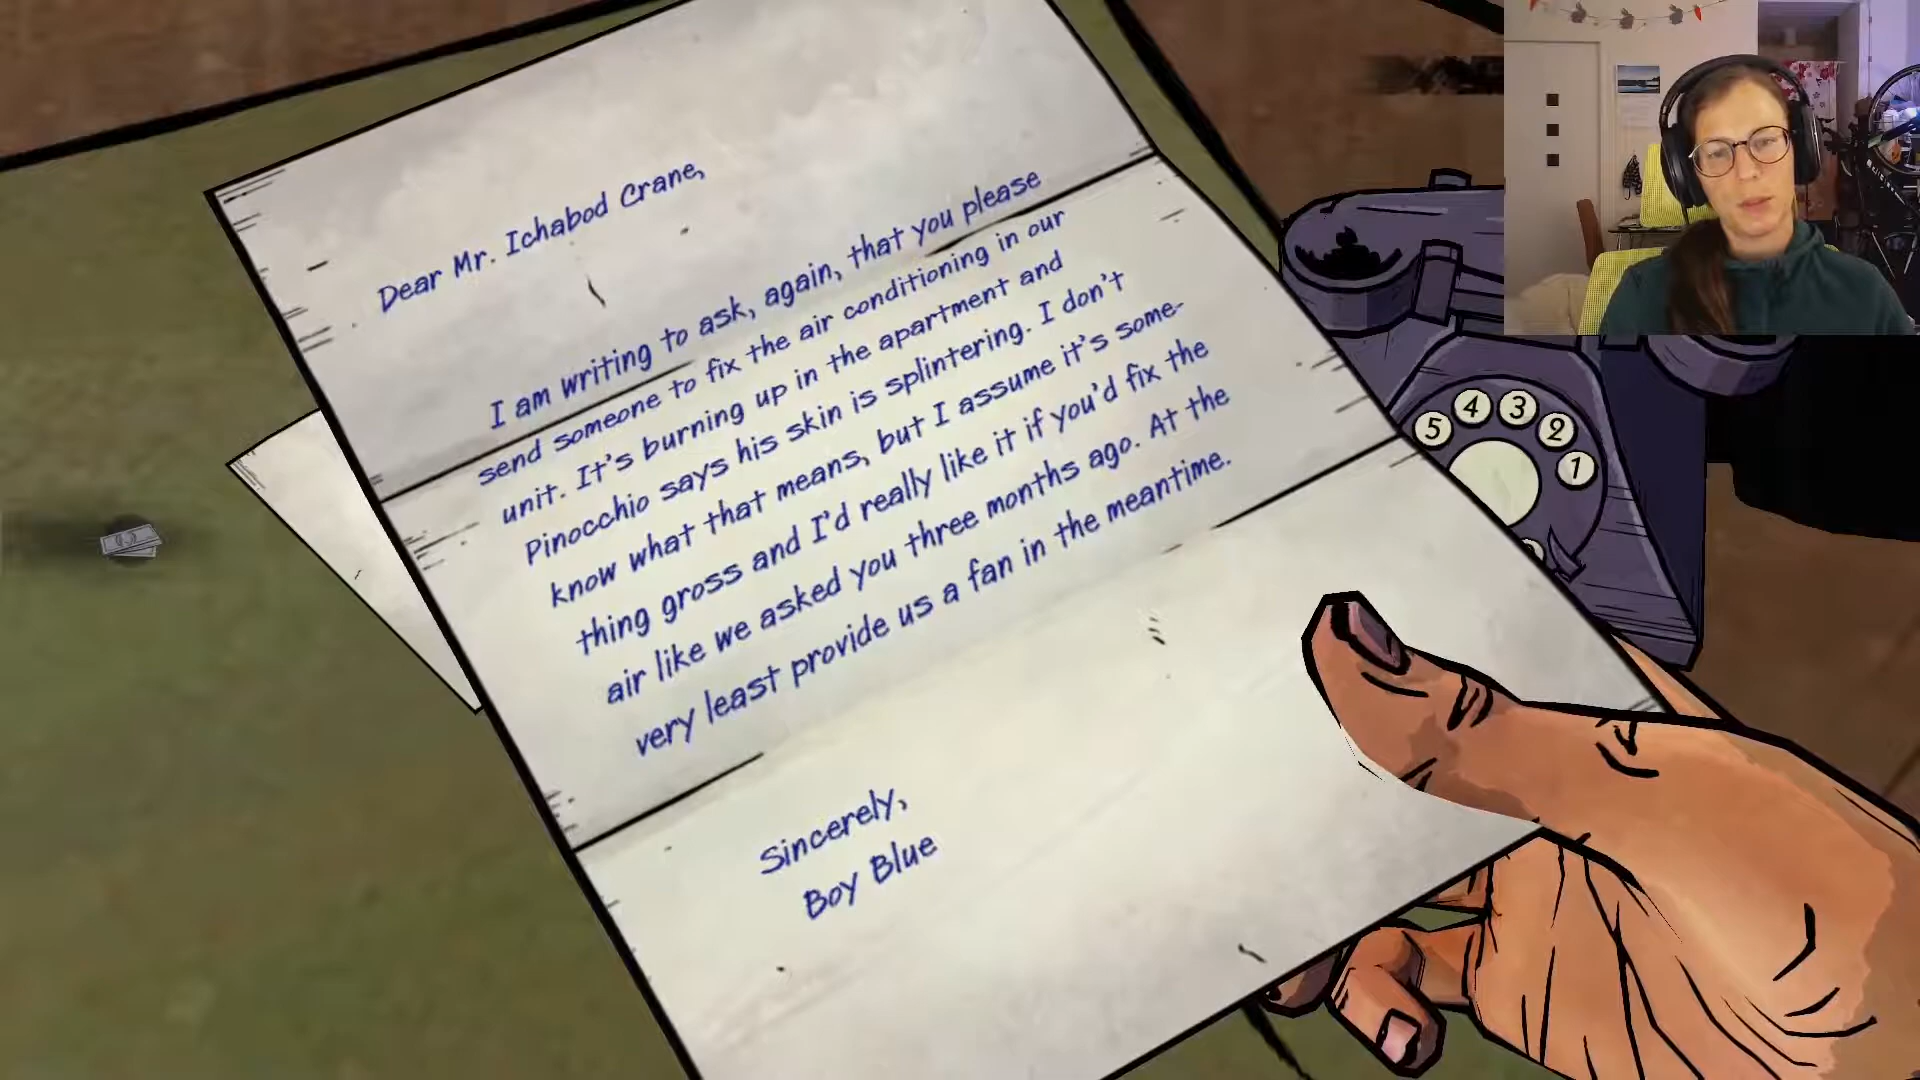 Dear Mr. Ichabod Crane,
I am writing to ask, again, that you please
send someone to fix the air conditioning in our
unit. It's burning up in the apartment and
Pinocchio says his skin is splintering. I don't
know what that means, but I assume it's some-
thing gross and I'd really like it if you'd fix the
air like we asked you three months ago. At the
very least provide us a fan in the meantime.
Sincerely,
Boy Blue
5 4 3 2 1